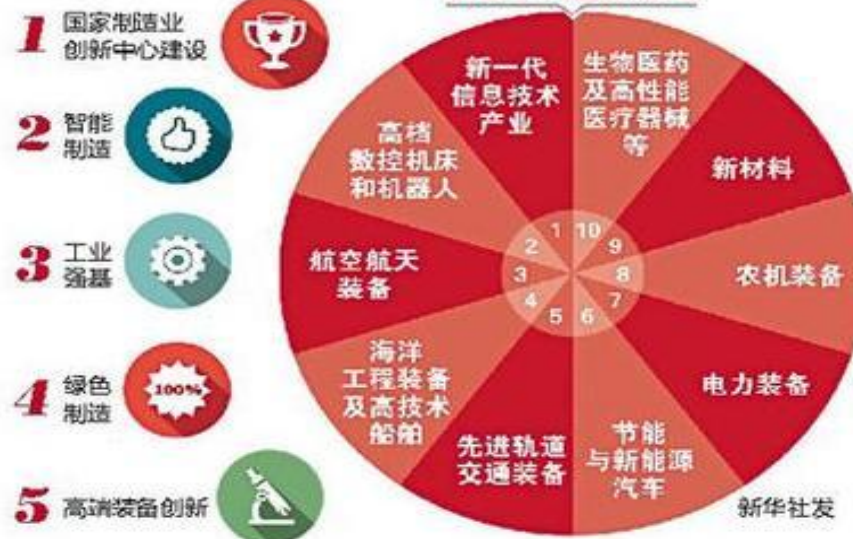 1
国家制造业
创新中心建设
2
智能
制造
3
工业
强基
4
绿色
制造
100%
5
高端装备创新
新一代
信息技术
产业
1
高档
数控机床
和机器人
2
航空航天
装备
3
海洋
工程装备
及高技术
船舶
4
先进轨道
交通装备
5
节能
与新能源
汽车
6
电力装备
7
农机装备
8
新材料
9
生物医药
及高性能
医疗器械
等
10
新华社发